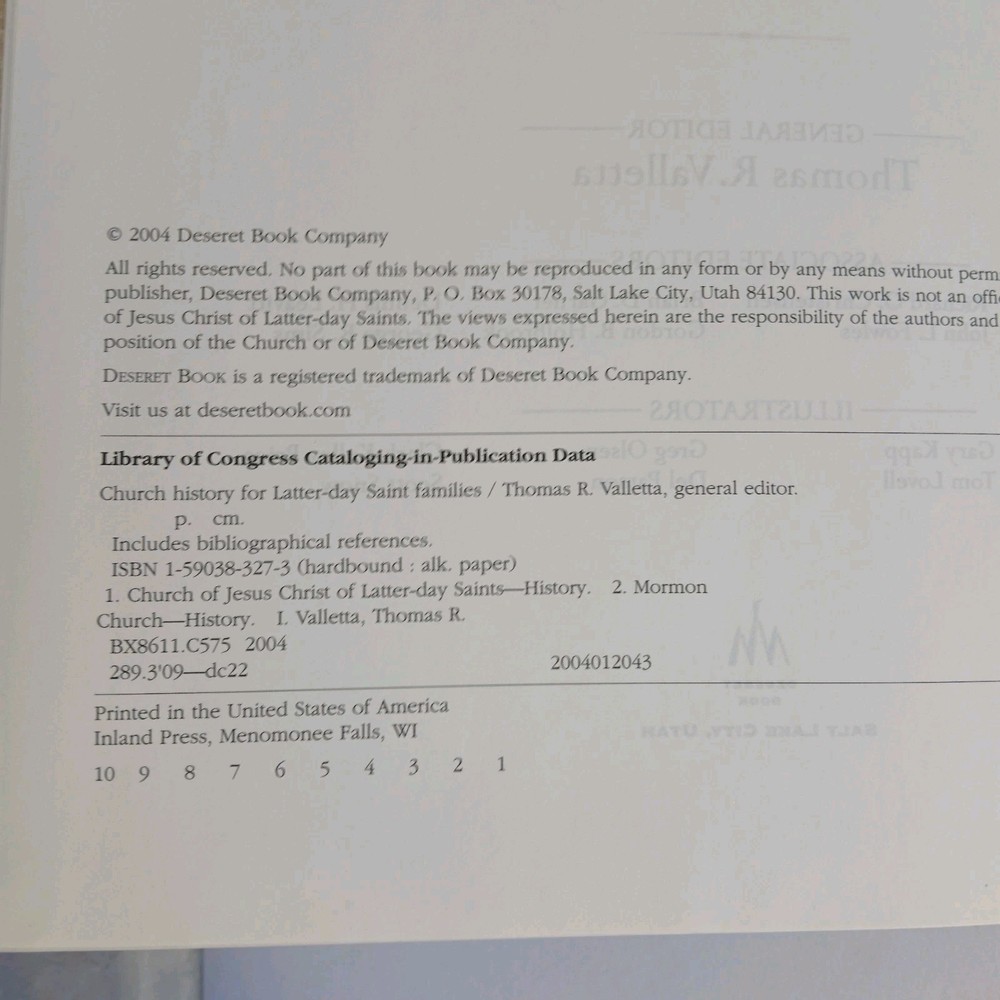 © 2004 Deseret Book Company
All rights reserved. No part of this book may be reproduced in any form or by any means without perm
publisher, Deseret Book Company, P. O. Box 30178, Salt Lake City, Utah 84130. This work is not an offi
of Jesus Christ of Latter-day Saints. The views expressed herein are the responsibility of the authors and
position of the Church or of Deseret Book Company.
DESERET BOOK is a registered trademark of Deseret Book Company.
Visit us at deseretbook.com
Library of Congress Cataloging-in-Publication Data
Church history for Latter-day Saint families / Thomas R. Valletta, general editor.
p. cm.
Includes bibliographical references.
ISBN 1-59038-327-3 (hardbound : alk. paper)
1. Church of Jesus Christ of Latter-day Saints—History. 2. Mormon
Church—History. I. Valletta, Thomas R.
BX8611.C575 2004
289.3'09—dc22 2004012043
Printed in the United States of America
Inland Press, Menomonee Falls, WI
10 9 8 7 6 5 4 3 2 1